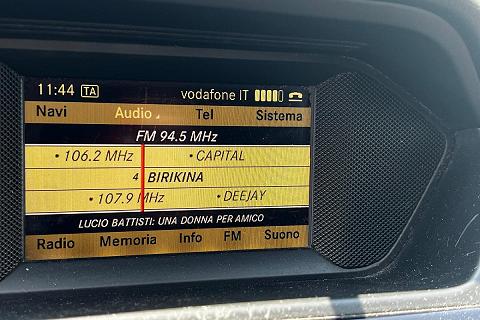 11:44 TA vodafone IT
Navi Audio Tel Sistema
FM 94.5 MHz
• 106.2 MHz • CAPITAL
4 BIRIKINA
• 107.9 MHz • DEEJAY
LUCIO BATTISTI: UNA DONNA PER AMICO
Radio Memoria Info FM Suono